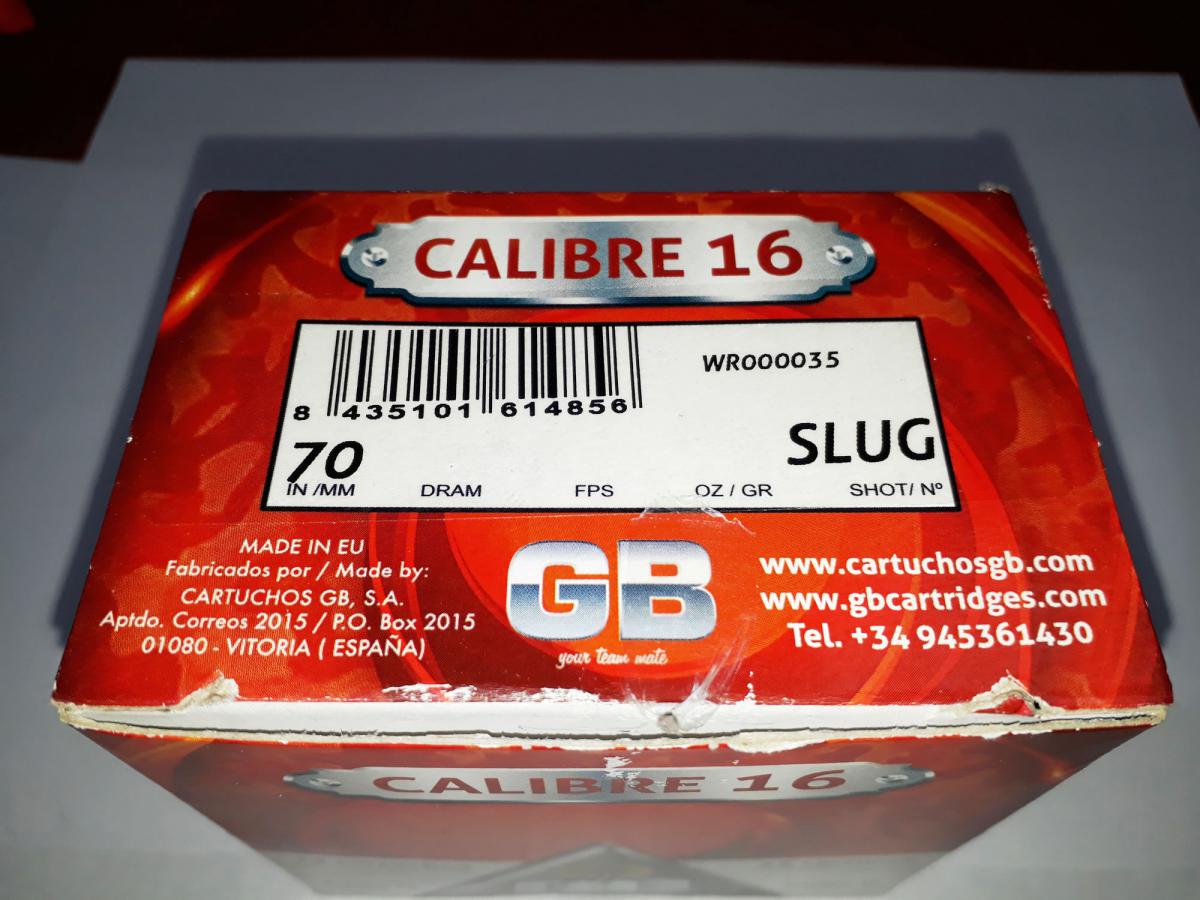 CALIBRE 16
WR000035
8 435101 614856
70
SLUG
IN /MM DRAM FPS OZ / GR SHOT/ Nº
MADE IN EU
Fabricados por / Made by:
CARTUCHOS GB, S.A.
Aptdo. Correos 2015 / P.O. Box 2015
01080 - VITORIA ( ESPAÑA)
GB
your team mate
www.cartuchosgb.com
www.gbcartridges.com
Tel. +34 945361430
CALIBRE 16